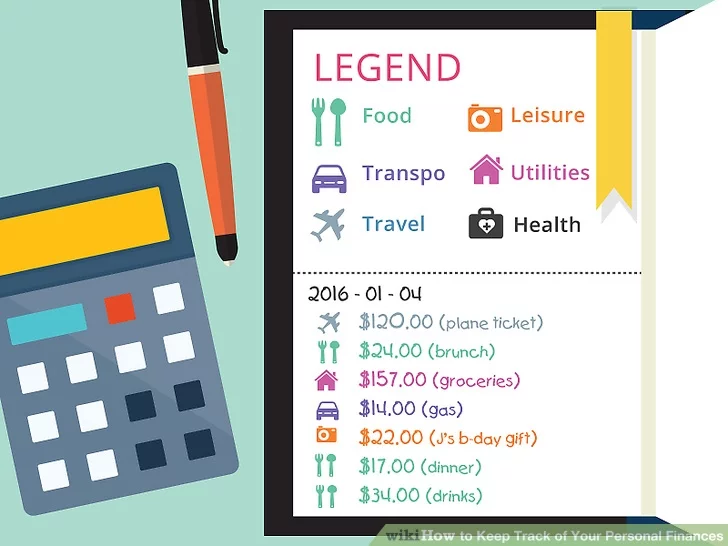 LEGEND
Food Leisure
Transpo Utilities
Travel Health
2016 - 01 - 04
$120.00 (plane ticket)
$24.00 (brunch)
$157.00 (groceries)
$14.00 (gas)
$22.00 (J's b-day gift)
$17.00 (dinner)
$34.00 (drinks)
wikiHow to Keep Track of Your Personal Finances